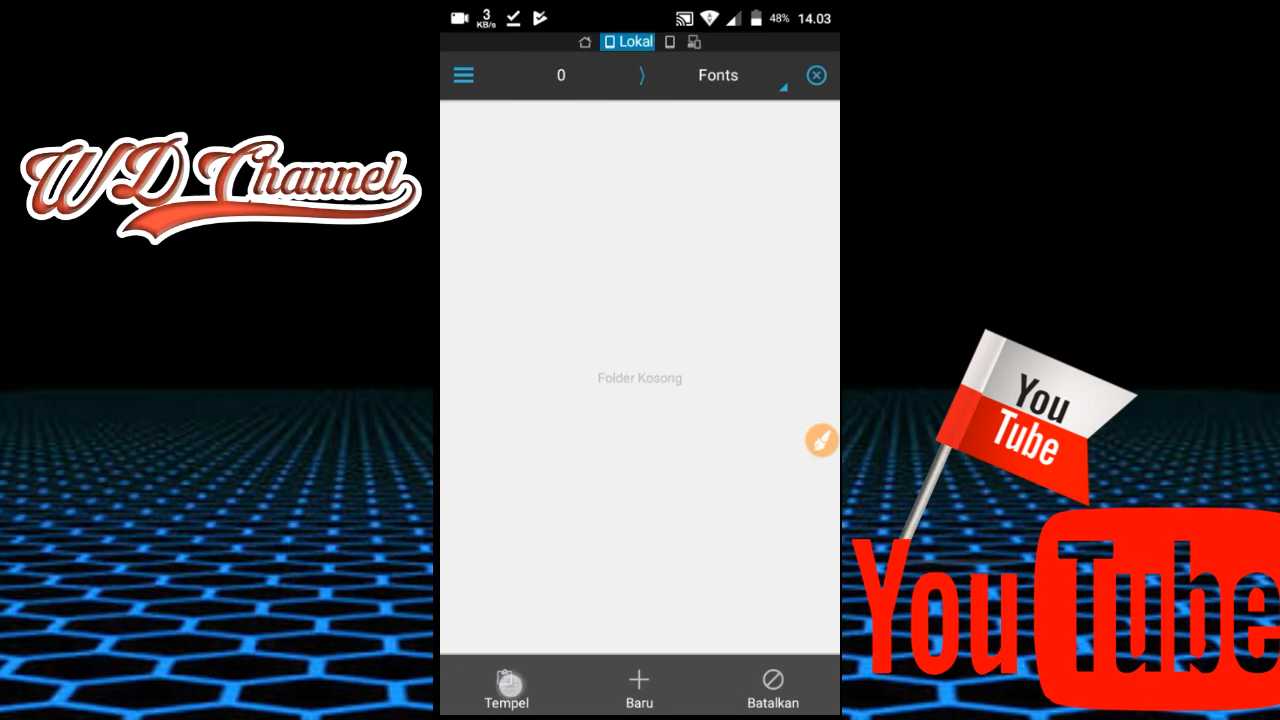 WD Channel
3
KB/s
48%
14.03
Lokal
0
Fonts
Folder Kosong
You
Tube
YouTube
Tempel
Baru
Batalkan